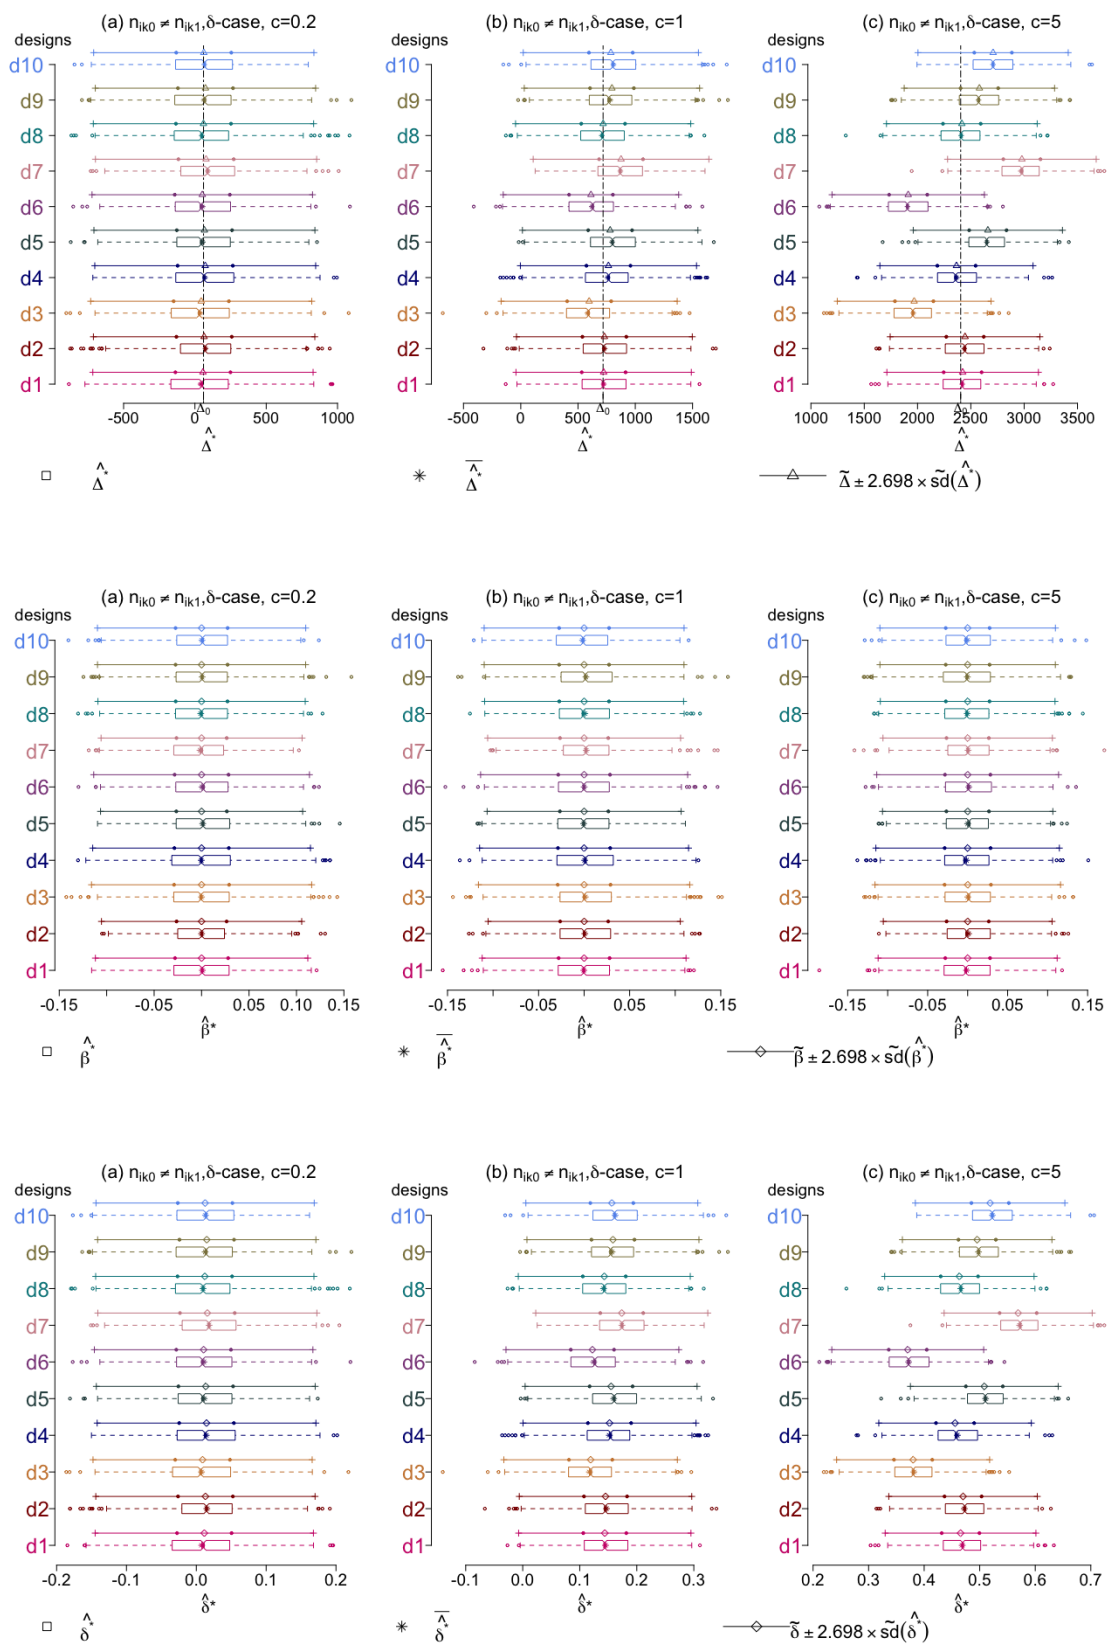 (a) nik0 ≠ nik1,δ-case, c=0.2
(b) nik0 ≠ nik1,δ-case, c=1
(c) nik0 ≠ nik1,δ-case, c=5
designs designs designs
d10 d10 d10
d9 d9 d9
d8 d8 d8
d7 d7 d7
d6 d6 d6
d5 d5 d5
d4 d4 d4
d3 d3 d3
d2 d2 d2
d1 d1 d1
-500 0 500 1000 -500 0 500 1000 1500 1000 1500 2000 2500 3000 3500
Δ0 Δ0 Δ0
Δ̂* Δ̂* Δ̂*
Δ̂* Δ̂* Δ̃ ± 2.698 × s̃d(Δ̂*)
(a) nik0 ≠ nik1,δ-case, c=0.2
(b) nik0 ≠ nik1,δ-case, c=1
(c) nik0 ≠ nik1,δ-case, c=5
designs designs designs
d10 d10 d10
d9 d9 d9
d8 d8 d8
d7 d7 d7
d6 d6 d6
d5 d5 d5
d4 d4 d4
d3 d3 d3
d2 d2 d2
d1 d1 d1
-0.15 -0.05 0.05 0.10 0.15 -0.15 -0.05 0.05 0.15 -0.15 -0.05 0.05 0.15
β̂* β̂* β̂*
β̂* β̂* β̃ ± 2.698 × s̃d(β̂*)
(a) nik0 ≠ nik1,δ-case, c=0.2
(b) nik0 ≠ nik1,δ-case, c=1
(c) nik0 ≠ nik1,δ-case, c=5
designs designs designs
d10 d10 d10
d9 d9 d9
d8 d8 d8
d7 d7 d7
d6 d6 d6
d5 d5 d5
d4 d4 d4
d3 d3 d3
d2 d2 d2
d1 d1 d1
-0.2 -0.1 0.0 0.1 0.2 -0.1 0.0 0.1 0.2 0.3 0.2 0.3 0.4 0.5 0.6 0.7
δ̂* δ̂* δ̂*
δ̂* δ̂* δ̃ ± 2.698 × s̃d(δ̂*)